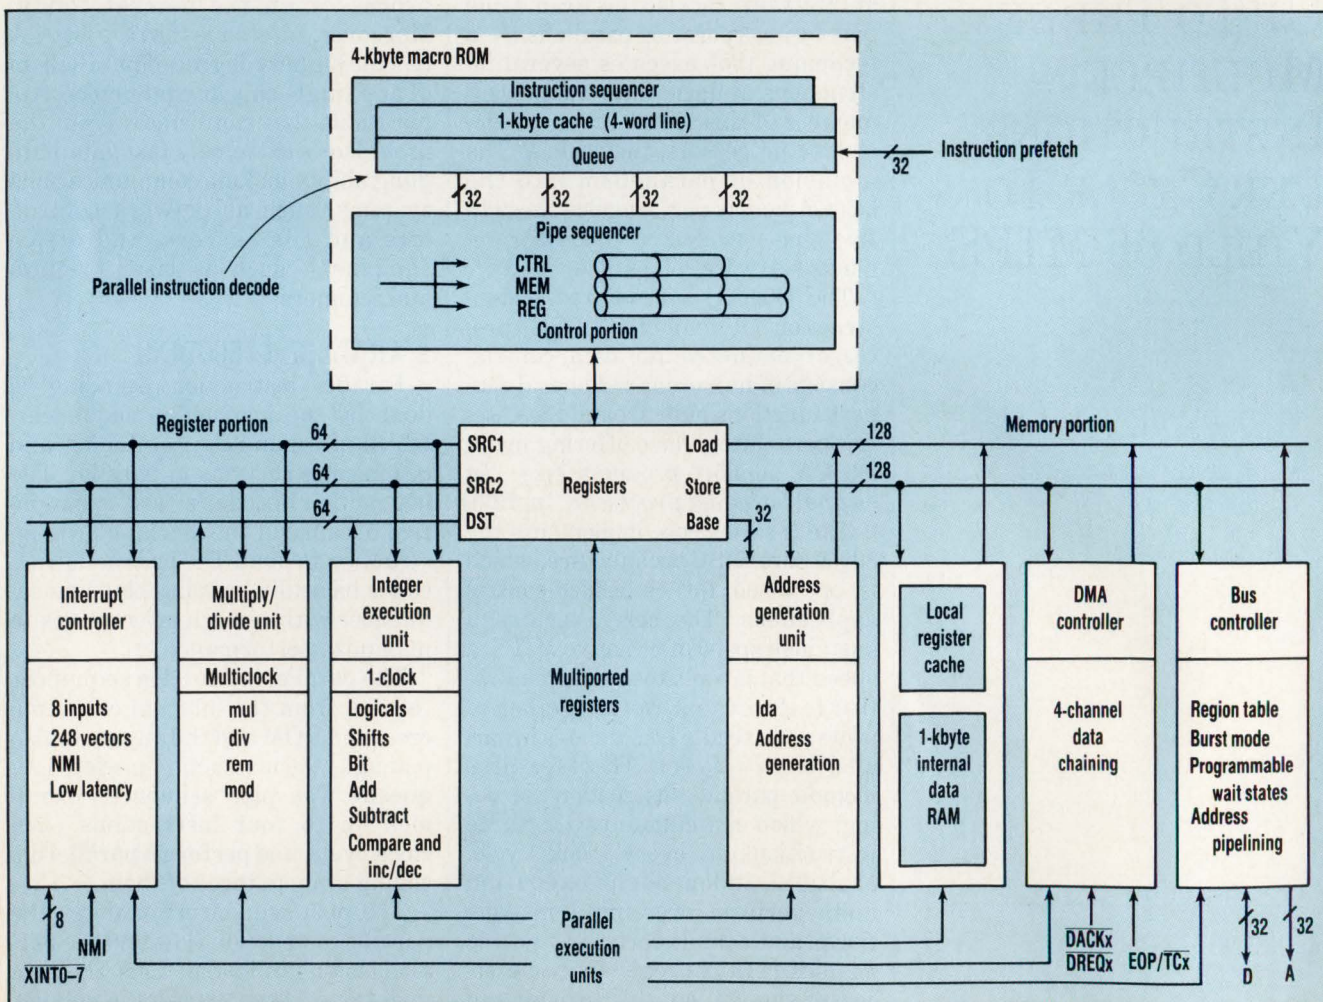 4-kbyte macro ROM
Instruction sequencer
1-kbyte cache (4-word line)
Queue
32
Instruction prefetch
32
32
32
32
Pipe sequencer
CTRL
MEM
REG
Control portion
Parallel instruction decode
Register portion
64
64
64
SRC1
SRC2
DST
Registers
Load
Store
Base
128
128
32
Memory portion
Interrupt
controller
8 inputs
248 vectors
NMI
Low latency
Multiply/
divide unit
Multiclock
mul
div
rem
mod
Integer
execution
unit
1-clock
Logicals
Shifts
Bit
Add
Subtract
Compare and
inc/dec
Multiported
registers
Address
generation
unit
lda
Address
generation
Local
register
cache
1-kbyte
internal
data
RAM
DMA
controller
4-channel
data
chaining
Bus
controller
Region table
Burst mode
Programmable
wait states
Address
pipelining
8
XINT0–7
NMI
Parallel
execution
units
DACKx
DREQx
EOP/TCx
32
D
32
A